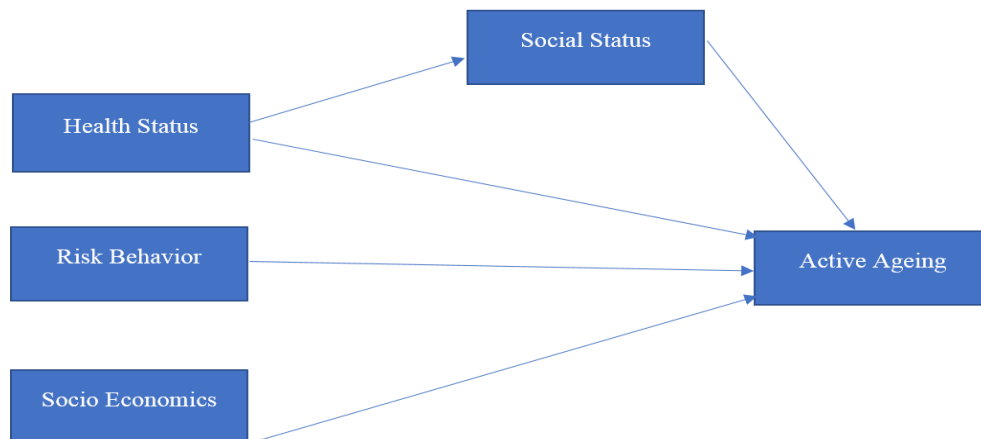 Social Status
Health Status
Risk Behavior
Active Ageing
Socio Economics